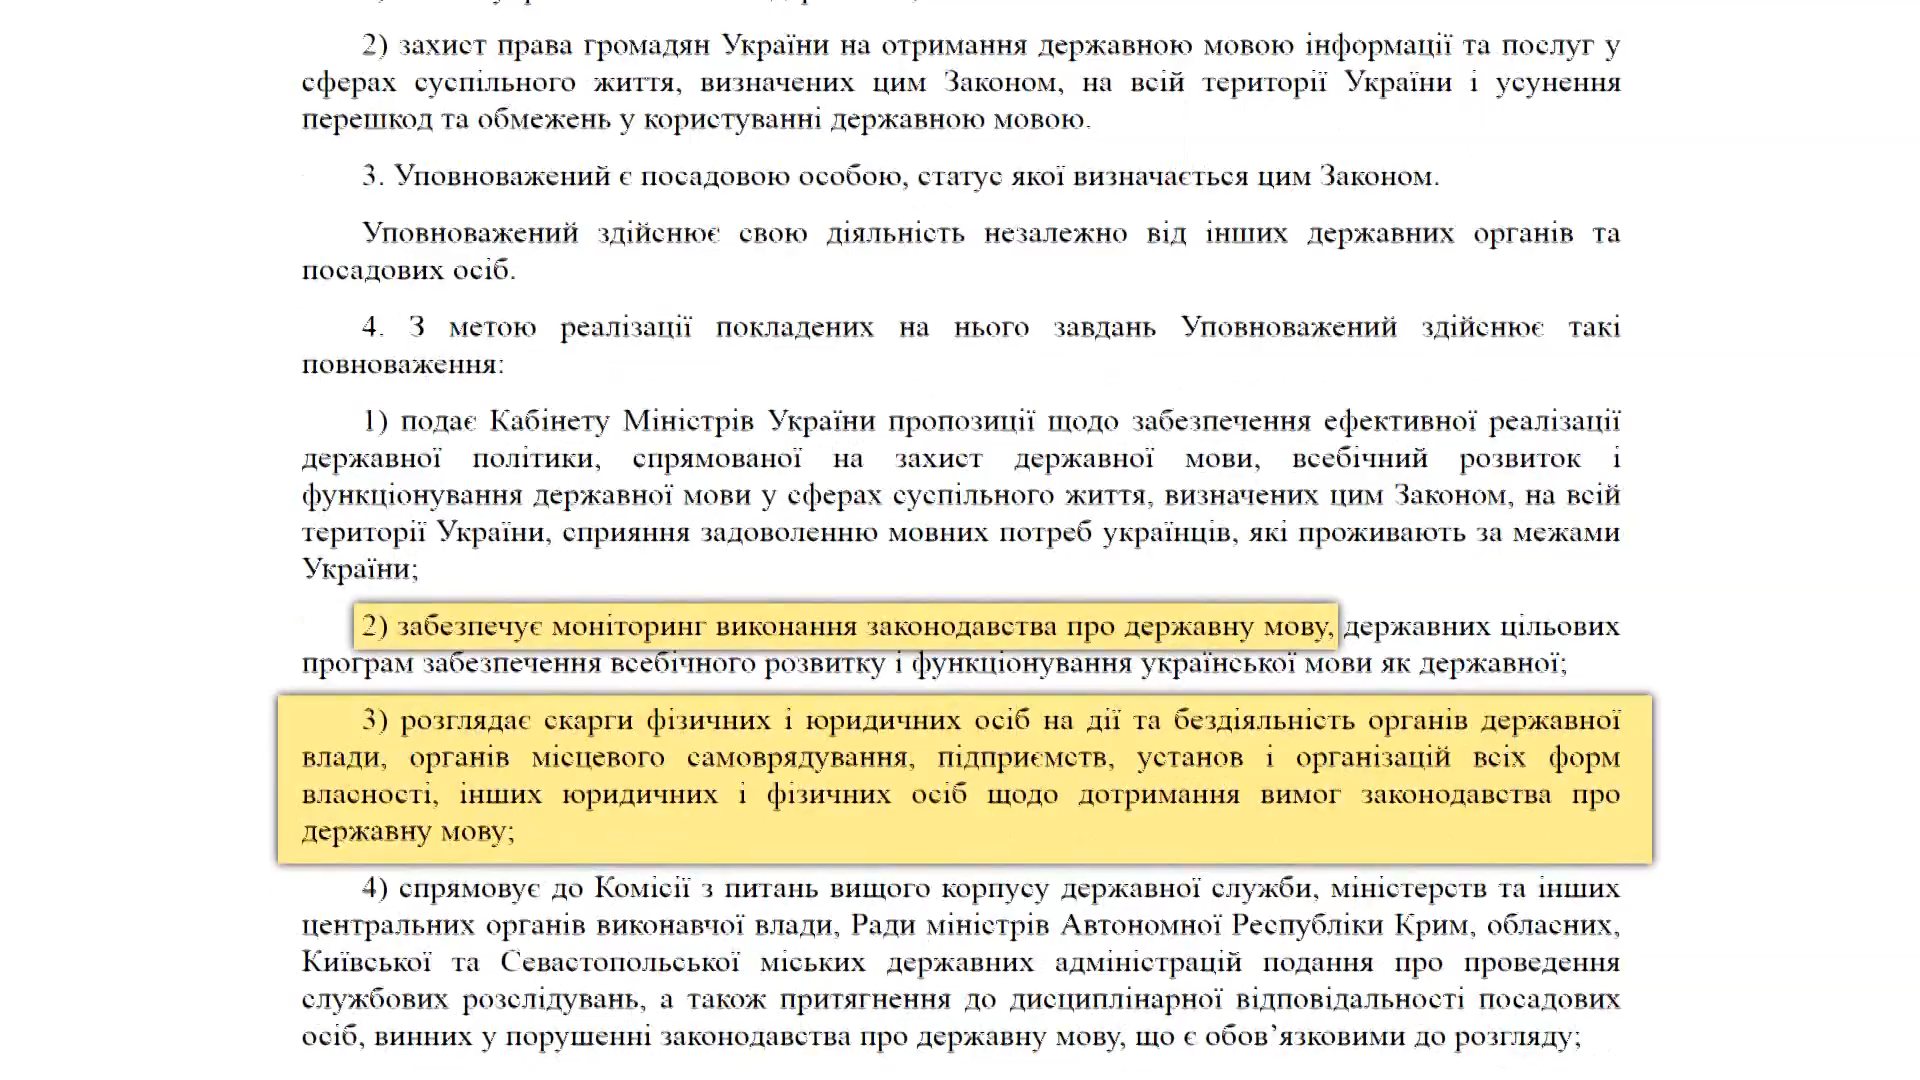 2) захист права громадян України на отримання державною мовою інформації та послуг у
сферах суспільного життя, визначених цим Законом, на всій території України і усунення
перешкод та обмежень у користуванні державною мовою.
3. Уповноважений є посадовою особою, статус якої визначається цим Законом.
Уповноважений здійснює свою діяльність незалежно від інших державних органів та
посадових осіб.
4. З метою реалізації покладених на нього завдань Уповноважений здійснює такі
повноваження:
1) подає Кабінету Міністрів України пропозиції щодо забезпечення ефективної реалізації
державної політики, спрямованої на захист державної мови, всебічний розвиток і
функціонування державної мови у сферах суспільного життя, визначених цим Законом, на всій
території України, сприяння задоволенню мовних потреб українців, які проживають за межами
України;
2) забезпечує моніторинг виконання законодавства про державну мову, державних цільових
програм забезпечення всебічного розвитку і функціонування української мови як державної;
3) розглядає скарги фізичних і юридичних осіб на дії та бездіяльність органів державної
влади, органів місцевого самоврядування, підприємств, установ і організацій всіх форм
власності, інших юридичних і фізичних осіб щодо дотримання вимог законодавства про
державну мову;
4) спрямовує до Комісії з питань вищого корпусу державної служби, міністерств та інших
центральних органів виконавчої влади, Ради міністрів Автономної Республіки Крим, обласних,
Київської та Севастопольської міських державних адміністрацій подання про проведення
службових розслідувань, а також притягнення до дисциплінарної відповідальності посадових
осіб, винних у порушенні законодавства про державну мову, що є обов’язковими до розгляду;